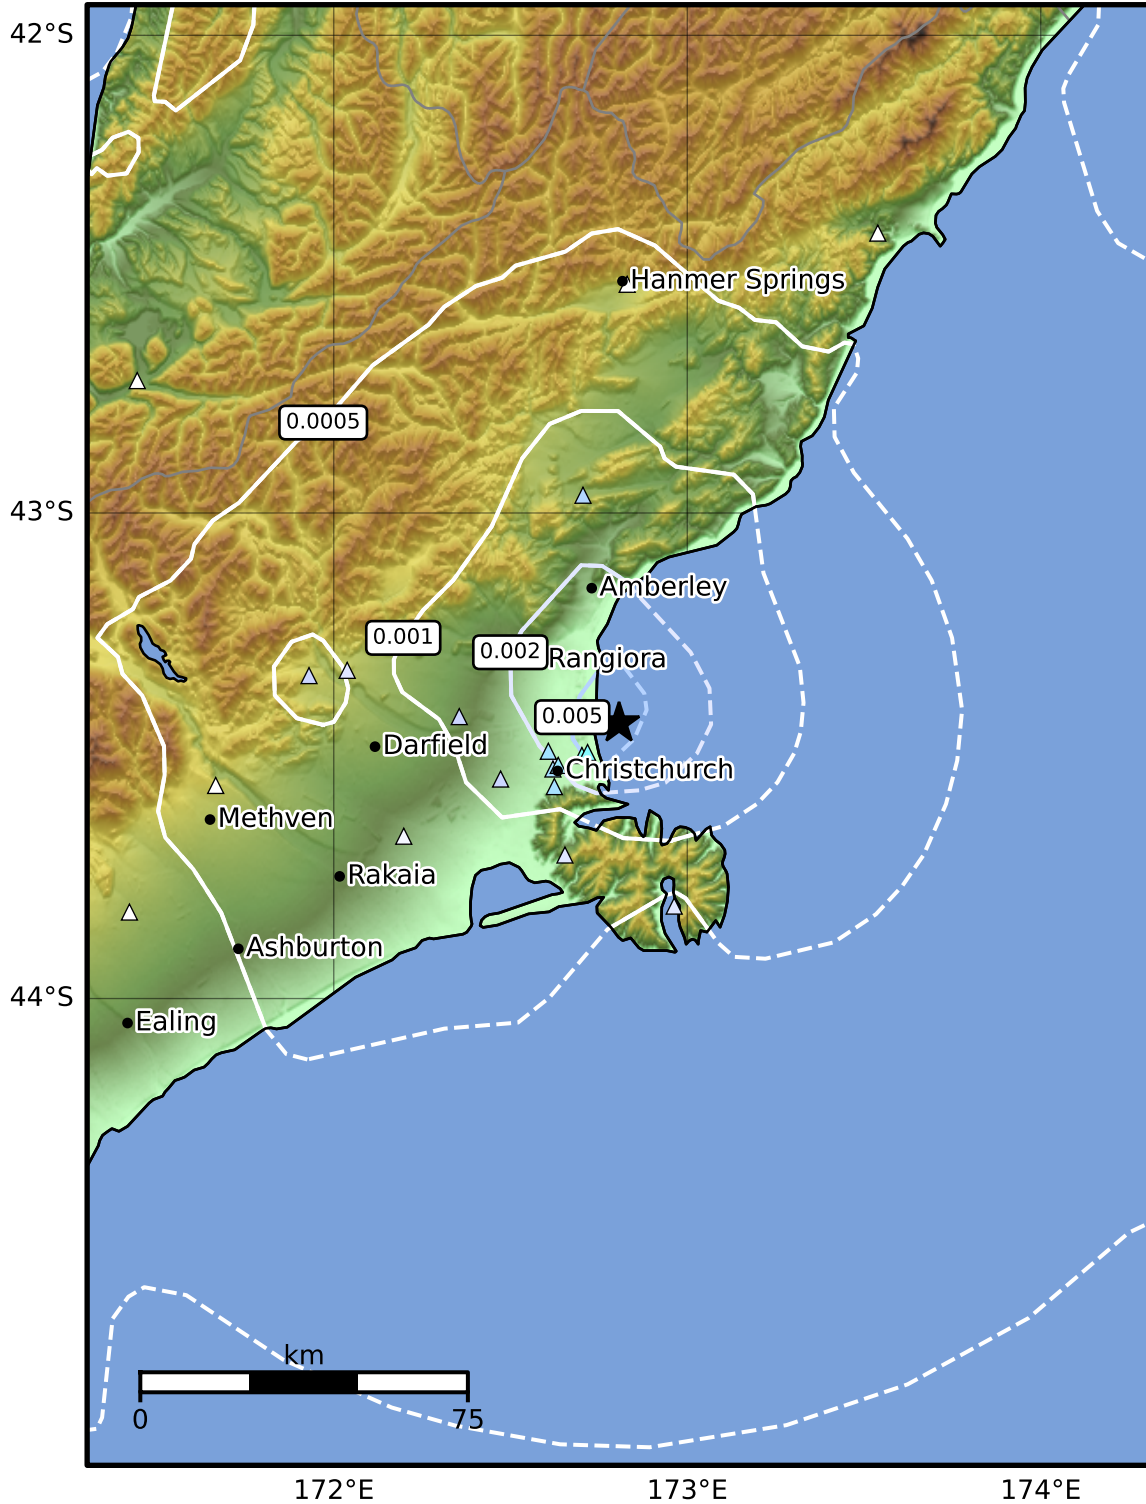 42°S
Hanmer Springs
0.0005
43°S
Amberley
0.001
0.002
Rangiora
0.005
Darfield
Christchurch
Methven
Rakaia
Ashburton
44°S
Ealing
km
0
75
172°E
173°E
174°E